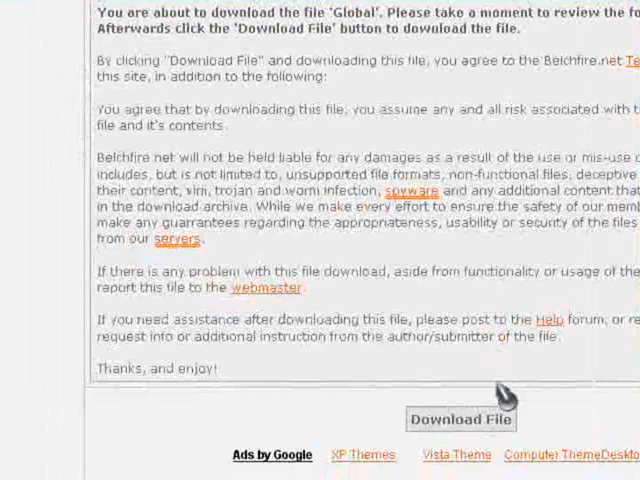 You are about to download the file 'Global'. Please take a moment to review the fo
Afterwards click the 'Download File' button to download the file.
By clicking "Download File" and downloading this file, you agree to the Belchfire.net Te
this site, in addition to the following:
You agree that by downloading this file, you assume any and all risk associated with t
file and it's contents.
Belchfire.net will not be held liable for any damages as a result of the use or mis-use o
includes, but is not limited to, unsupported file formats, non-functional files, deceptive
their content, virii, trojan and worm infection, spyware and any additional content that
in the download archive. While we make every effort to ensure the safety of our mem
make any guarrantees regarding the appropriateness, usability or security of the files
from our servers.
If there is any problem with this file download, aside from functionality or usage of the
report this file to the webmaster.
If you need assistance after downloading this file, please post to the Help forum, or re
request info or additional instruction from the author/submitter of the file.
Thanks, and enjoy!
Download File
Ads by Google XP Themes Vista Theme Computer ThemeDeskto